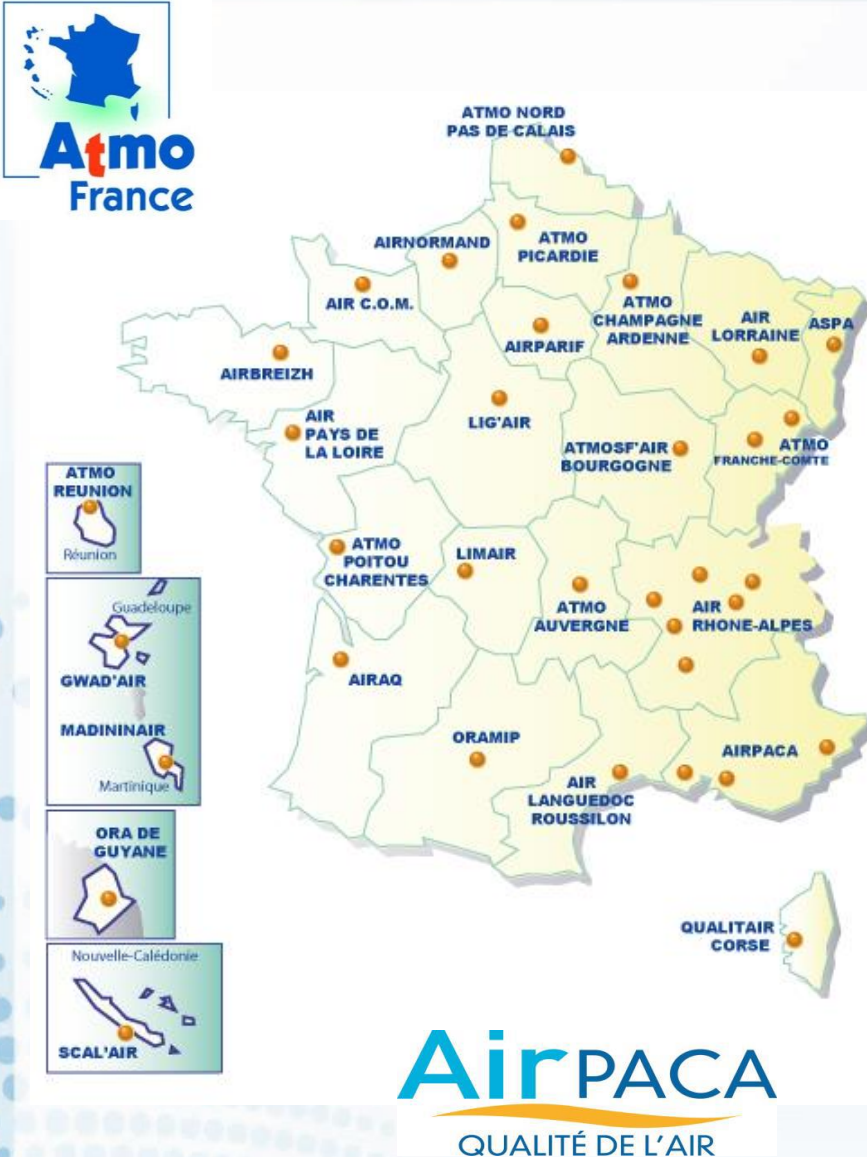 Atmo
France
ATMO NORD
PAS DE CALAIS
AIRNORMAND
ATMO
PICARDIE
AIR C.O.M.
ATMO
CHAMPAGNE
ARDENNE
AIR
LORRAINE
ASPA
AIRPARIF
AIRBREIZH
AIR
PAYS DE
LA LOIRE
LIG'AIR
ATMOSF'AIR
BOURGOGNE
ATMO
FRANCHE-COMTE
ATMO
REUNION
Réunion
ATMO
POITOU
CHARENTES
LIMAIR
ATMO
AUVERGNE
AIR
RHONE-ALPES
Guadeloupe
GWAD'AIR
MADININAIR
Martinique
AIRAQ
ORAMIP
AIR
LANGUEDOC
ROUSSILON
AIRPACA
ORA DE
GUYANE
QUALITAIR
CORSE
Nouvelle-Calédonie
SCAL'AIR
AirPACA
QUALITÉ DE L'AIR